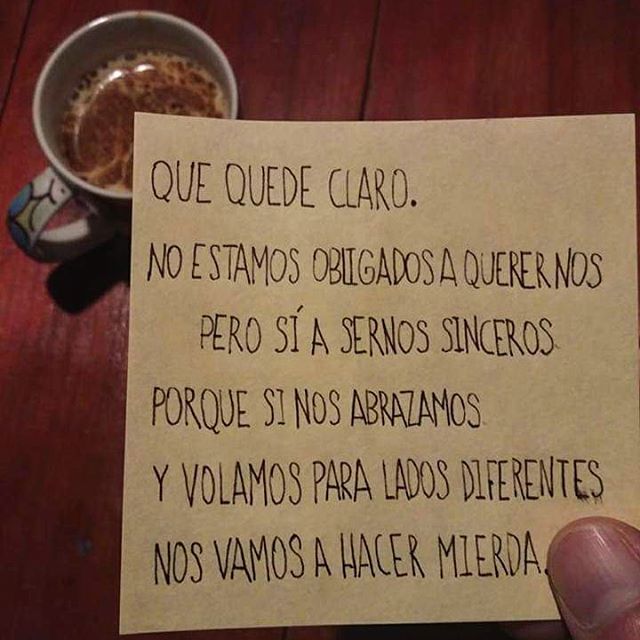 QUE QUEDE CLARO.
NO ESTAMOS OBLIGADOS A QUERERNOS
PERO SÍ A SERNOS SINCEROS
PORQUE SI NOS ABRAZAMOS
Y VOLAMOS PARA LADOS DIFERENTES
NOS VAMOS A HACER MIERDA.